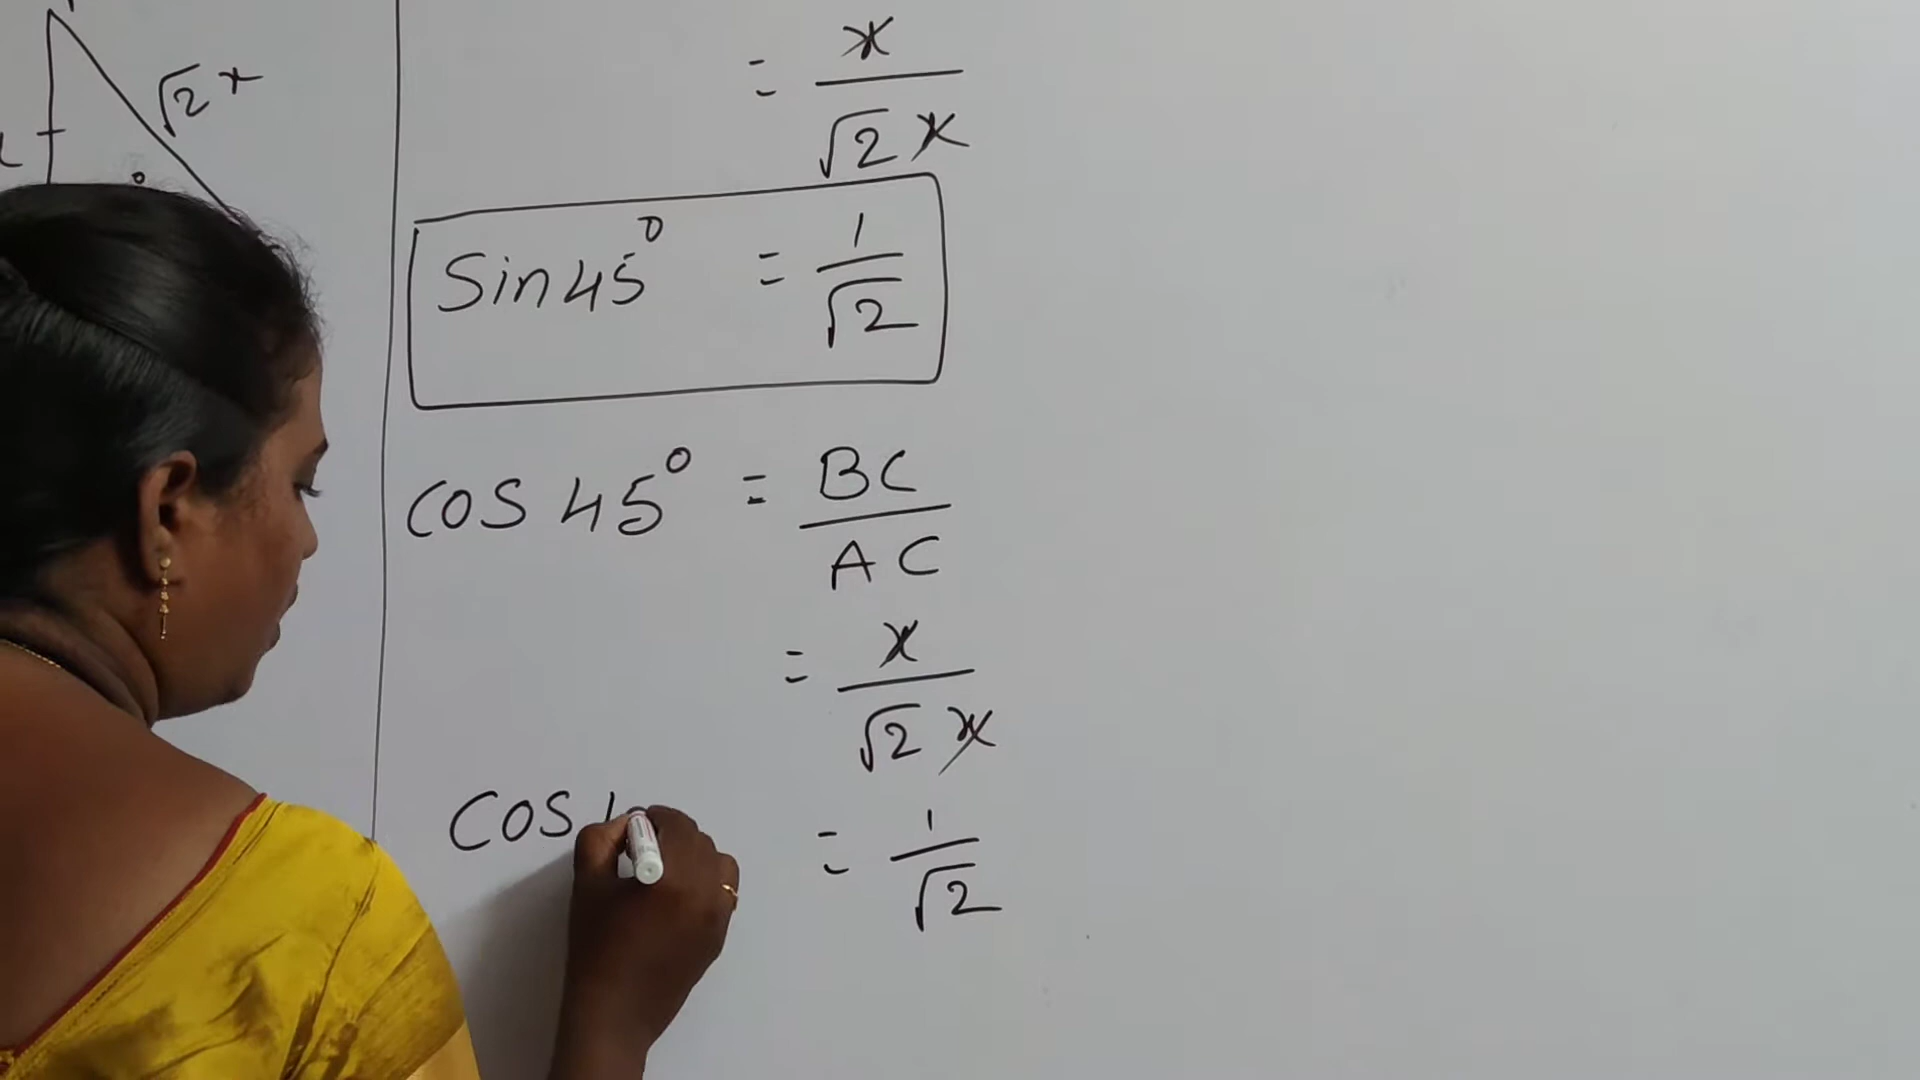 √2 x
= x / √2 x
Sin 45° = 1 / √2
cos 45° = BC / AC
= x / √2 x
cos = 1 / √2